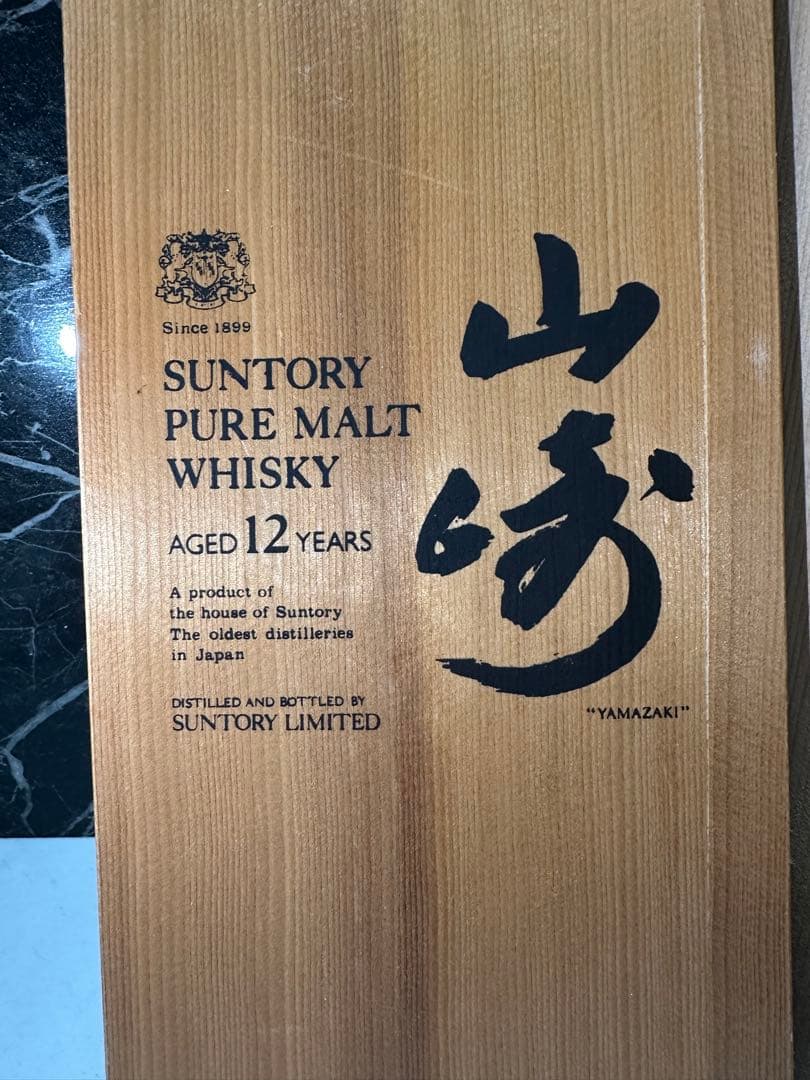 Since 1899
SUNTORY
PURE MALT
WHISKY
AGED 12 YEARS
A product of
the house of Suntory
The oldest distilleries
in Japan
DISTILLED AND BOTTLED BY
SUNTORY LIMITED
山崎
"YAMAZAKI"